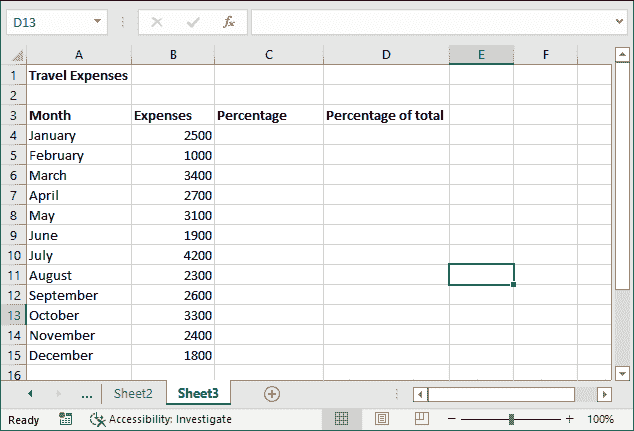 D13 fx
A B C D E F
1 Travel Expenses
2
3 Month Expenses Percentage Percentage of total
4 January 2500
5 February 1000
6 March 3400
7 April 2700
8 May 3100
9 June 1900
10 July 4200
11 August 2300
12 September 2600
13 October 3300
14 November 2400
15 December 1800
16
... Sheet2 Sheet3
Ready Accessibility: Investigate 100%